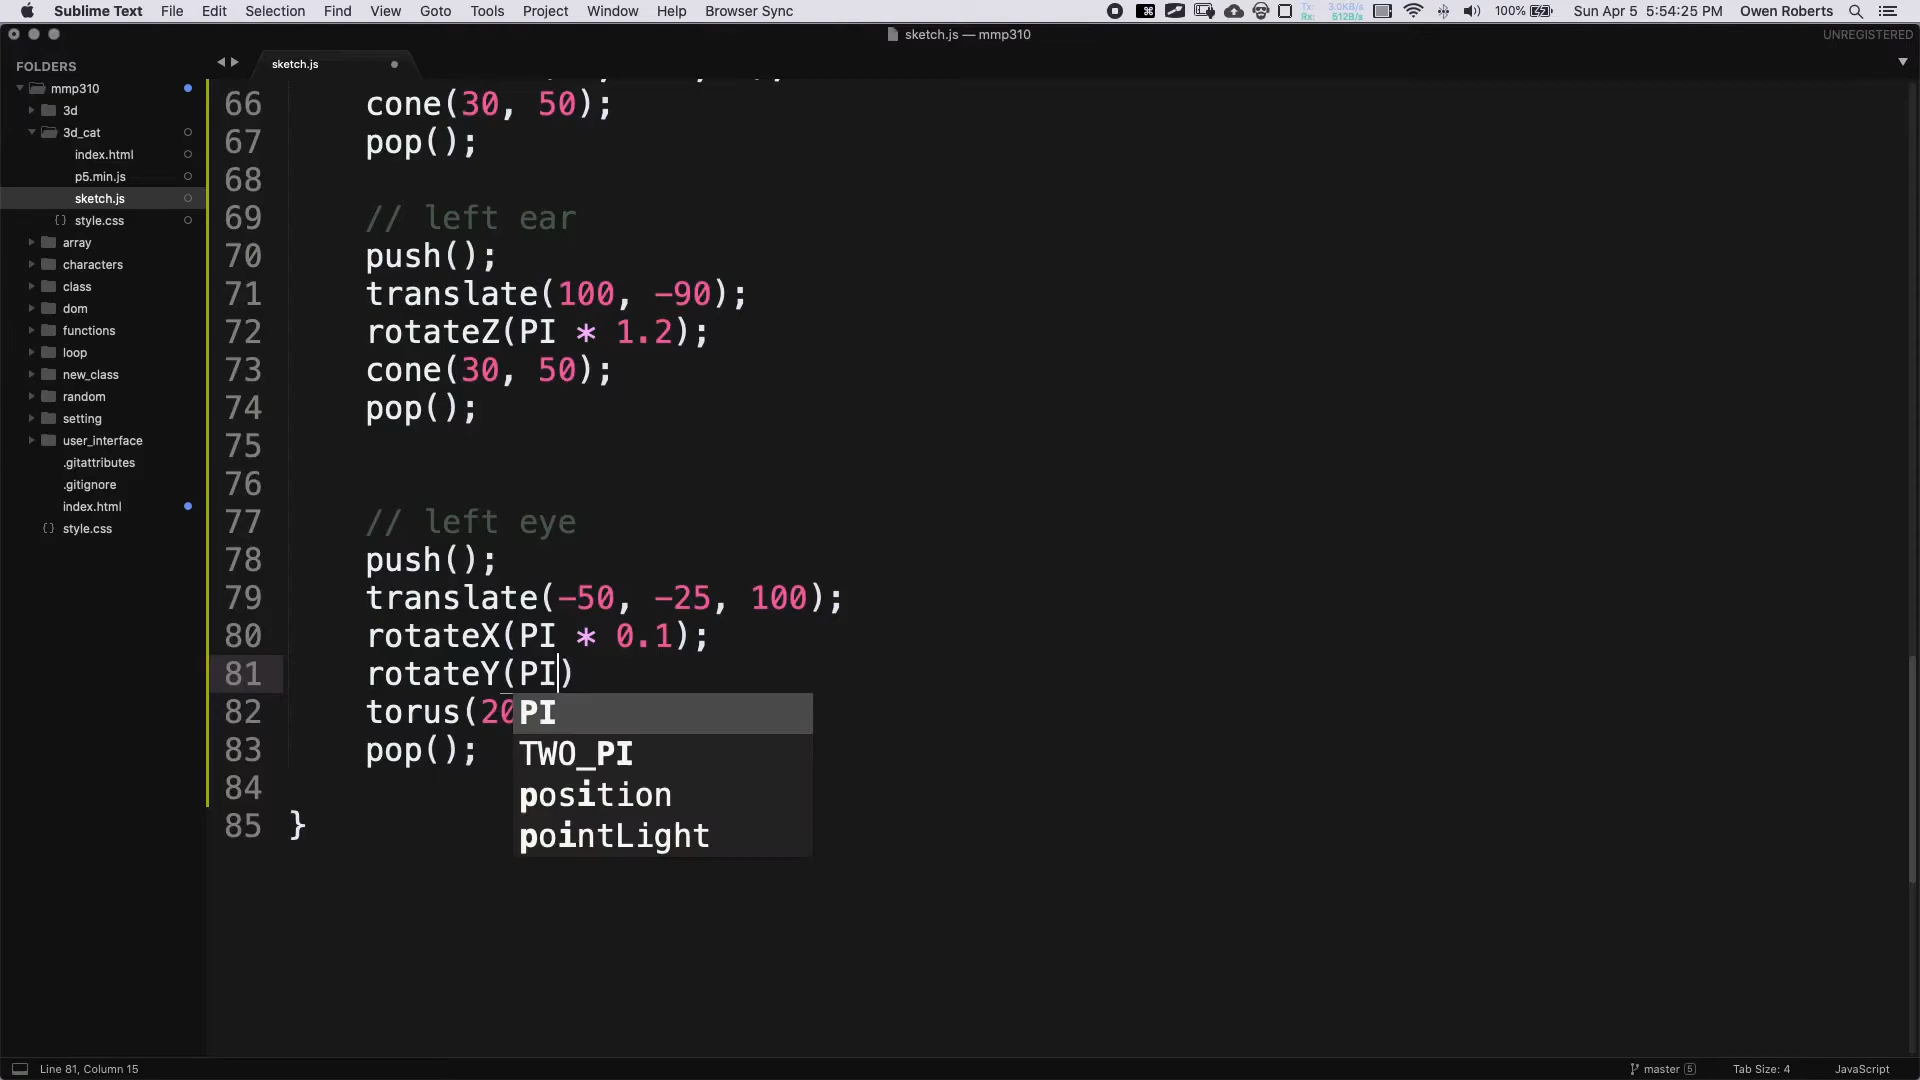 Sublime Text File Edit Selection Find View Goto Tools Project Window Help Browser Sync
Tx: 3.0KB/s
Rx: 512B/s
100% Sun Apr 5 5:54:25 PM Owen Roberts
sketch.js — mmp310
UNREGISTERED
FOLDERS
mmp310
3d
3d_cat
index.html
p5.min.js
sketch.js
{} style.css
array
characters
class
dom
functions
loop
new_class
random
setting
user_interface
.gitattributes
.gitignore
index.html
{} style.css
sketch.js
66 cone(30, 50);
67 pop();
68
69 // left ear
70 push();
71 translate(100, -90);
72 rotateZ(PI * 1.2);
73 cone(30, 50);
74 pop();
75
76
77 // left eye
78 push();
79 translate(-50, -25, 100);
80 rotateX(PI * 0.1);
81 rotateY(PI)
82 torus(20
83 pop();
84
85 }
PI
TWO_PI
position
pointLight
Line 81, Column 15
master 5
Tab Size: 4
JavaScript